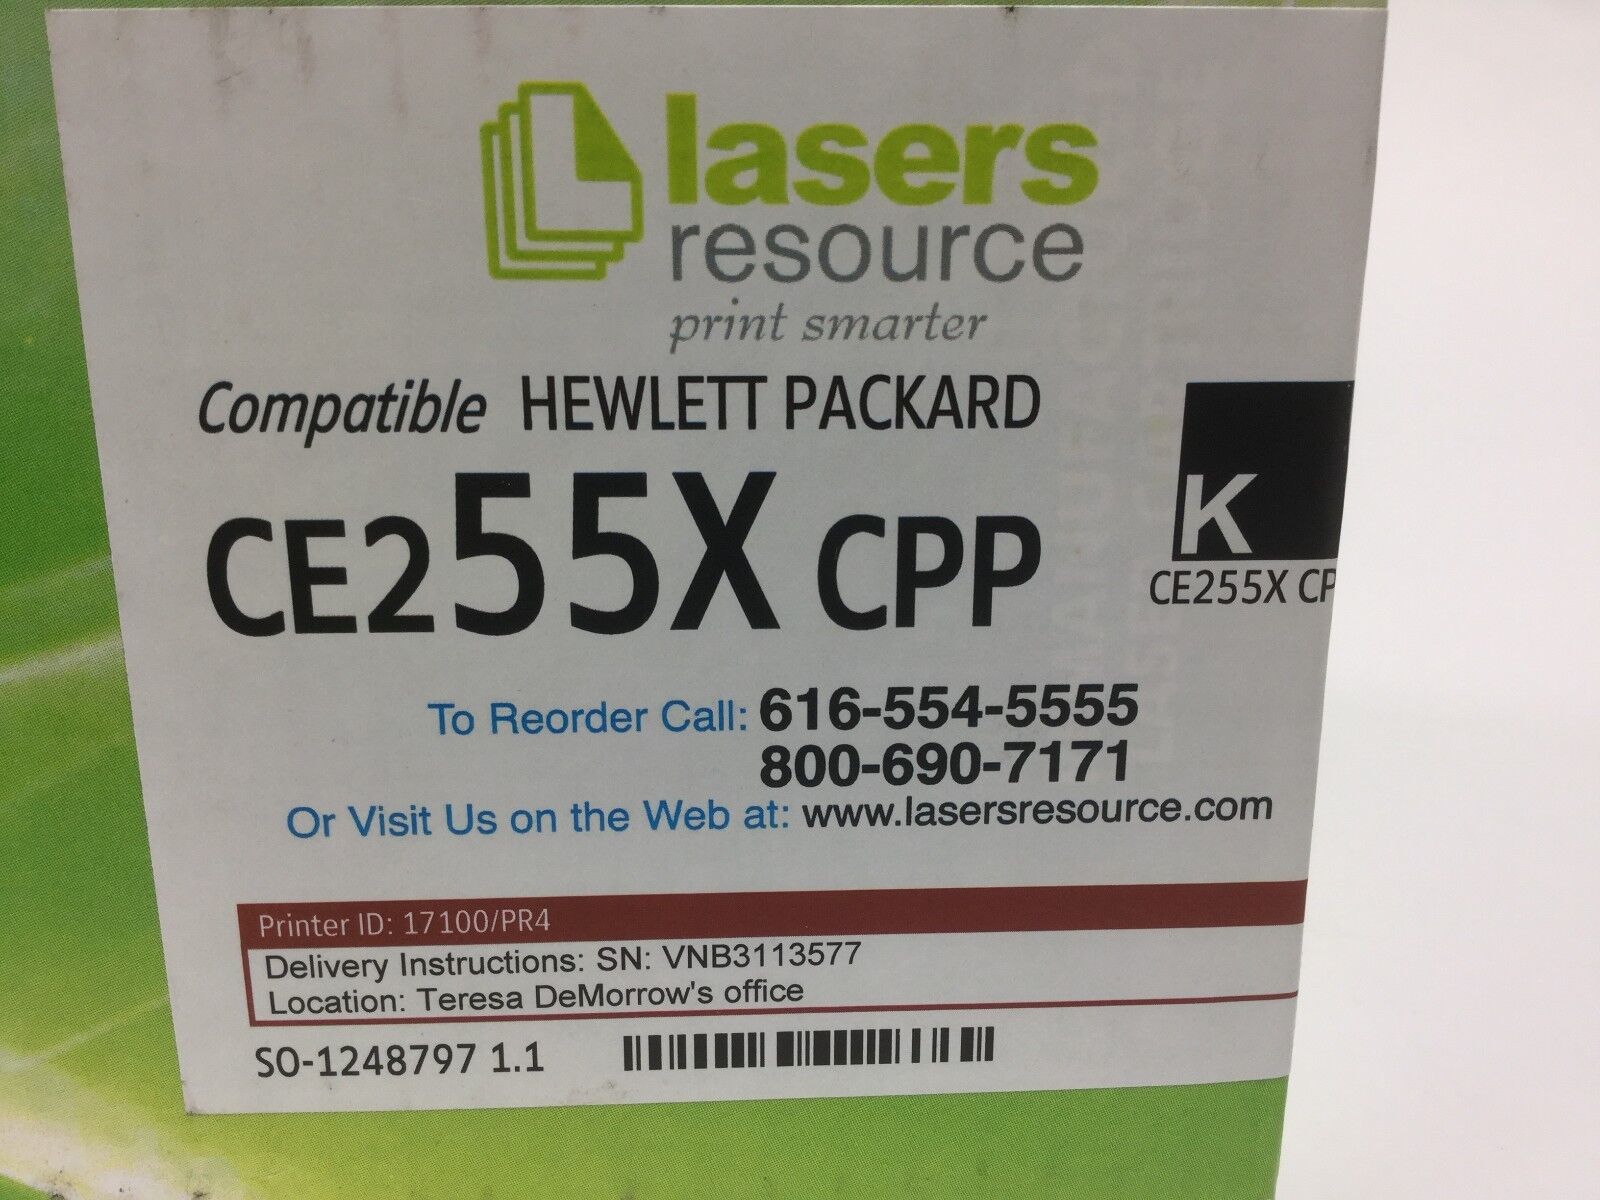 lasers
resource
print smarter
Compatible HEWLETT PACKARD
CE255X CPP
K
CE255X CP
To Reorder Call: 616-554-5555
800-690-7171
Or Visit Us on the Web at: www.lasersresource.com
Printer ID: 17100/PR4
Delivery Instructions: SN: VNB3113577
Location: Teresa DeMorrow's office
SO-1248797 1.1